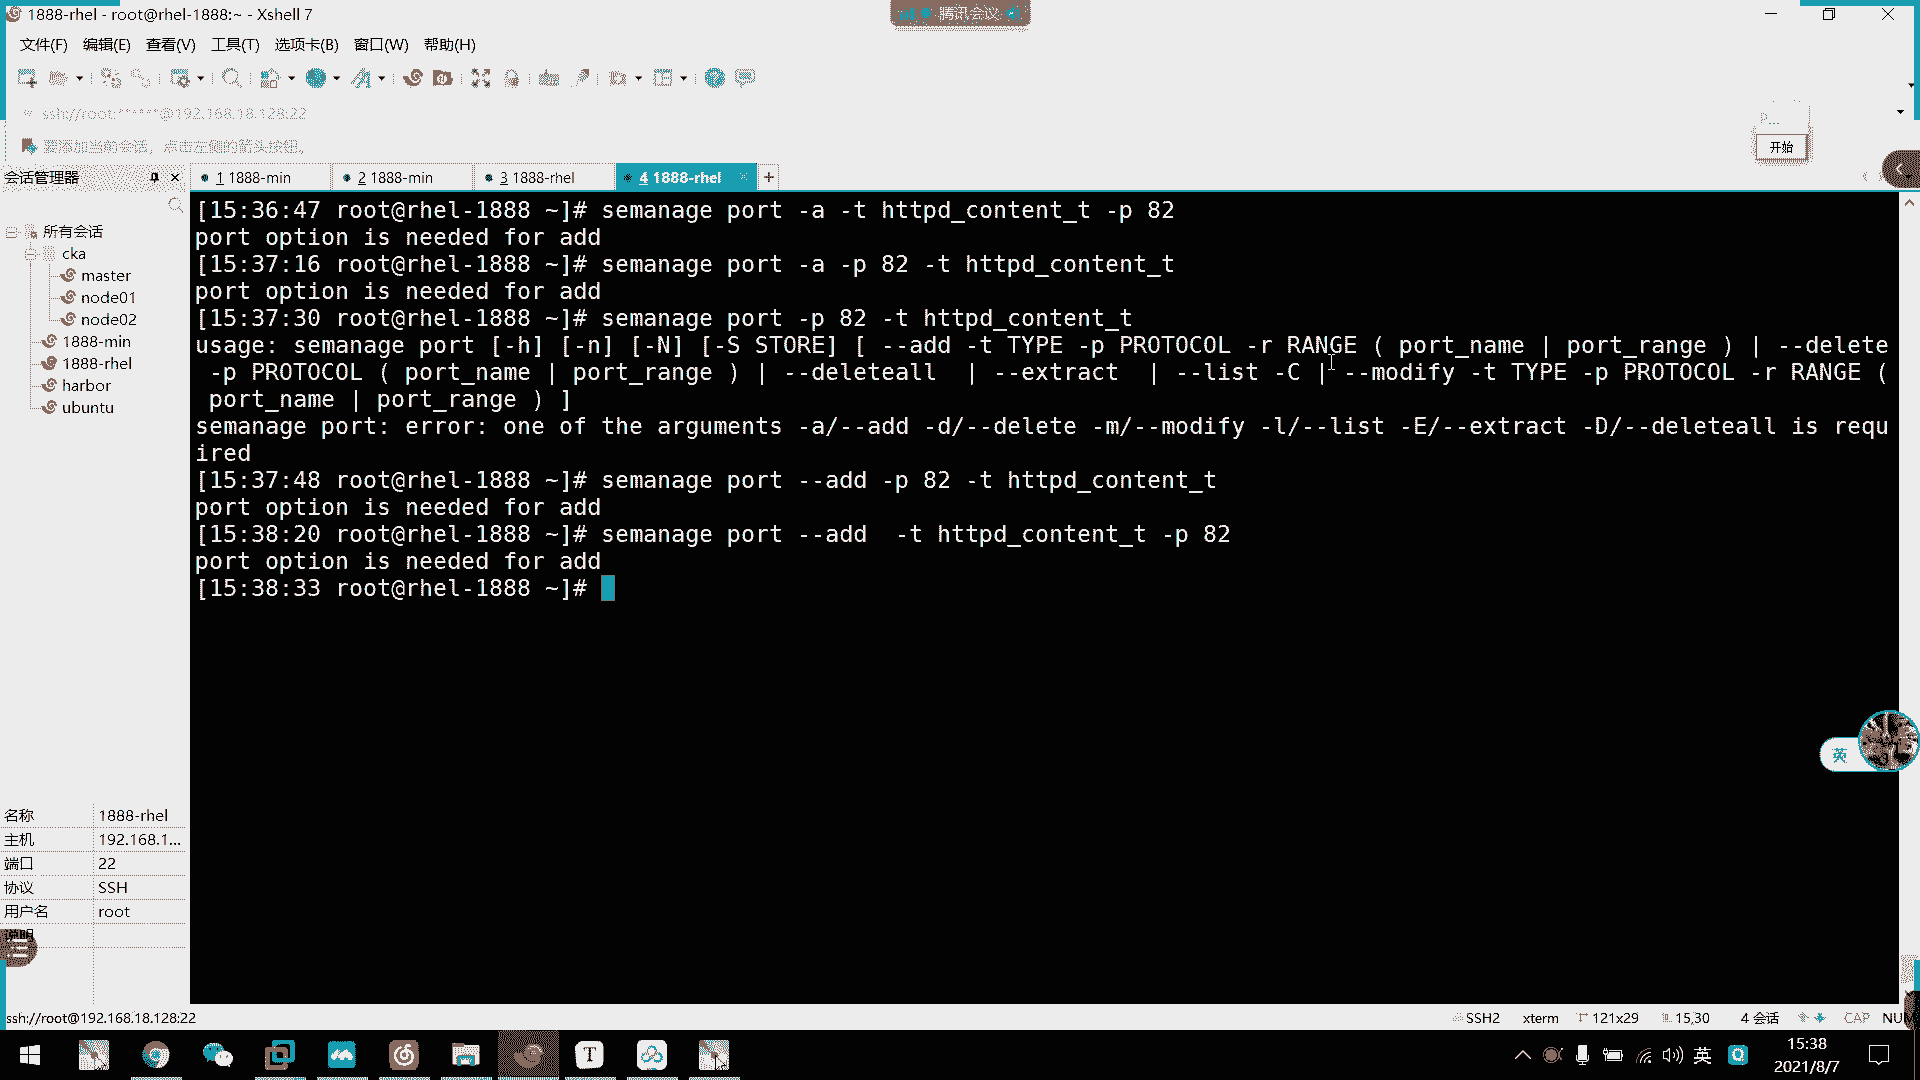 1888-rhel - root@rhel-1888:~ - Xshell 7
腾讯会议
文件(F) 编辑(E) 查看(V) 工具(T) 选项卡(B) 窗口(W) 帮助(H)
ssh://root:*****@192.168.18.128:22
P...
要添加当前会话，点击左侧的箭头按钮。
开始
会话管理器
1 1888-min
2 1888-min
3 1888-rhel
4 1888-rhel
所有会话
cka
master
node01
node02
1888-min
1888-rhel
harbor
ubuntu
[15:36:47 root@rhel-1888 ~]# semanage port -a -t httpd_content_t -p 82
port option is needed for add
[15:37:16 root@rhel-1888 ~]# semanage port -a -p 82 -t httpd_content_t
port option is needed for add
[15:37:30 root@rhel-1888 ~]# semanage port -p 82 -t httpd_content_t
usage: semanage port [-h] [-n] [-N] [-S STORE] [ --add -t TYPE -p PROTOCOL -r RANGE ( port_name | port_range ) | --delete
-p PROTOCOL ( port_name | port_range ) | --deleteall  | --extract  | --list -C | --modify -t TYPE -p PROTOCOL -r RANGE (
port_name | port_range ) ]
semanage port: error: one of the arguments -a/--add -d/--delete -m/--modify -l/--list -E/--extract -D/--deleteall is requ
ired
[15:37:48 root@rhel-1888 ~]# semanage port --add -p 82 -t httpd_content_t
port option is needed for add
[15:38:20 root@rhel-1888 ~]# semanage port --add  -t httpd_content_t -p 82
port option is needed for add
[15:38:33 root@rhel-1888 ~]#
英
名称 1888-rhel
主机 192.168.1...
端口 22
协议 SSH
用户名 root
说明
ssh://root@192.168.18.128:22
SSH2 xterm 121x29 15,30 4 会话 CAP NUM
T
英
15:38
2021/8/7